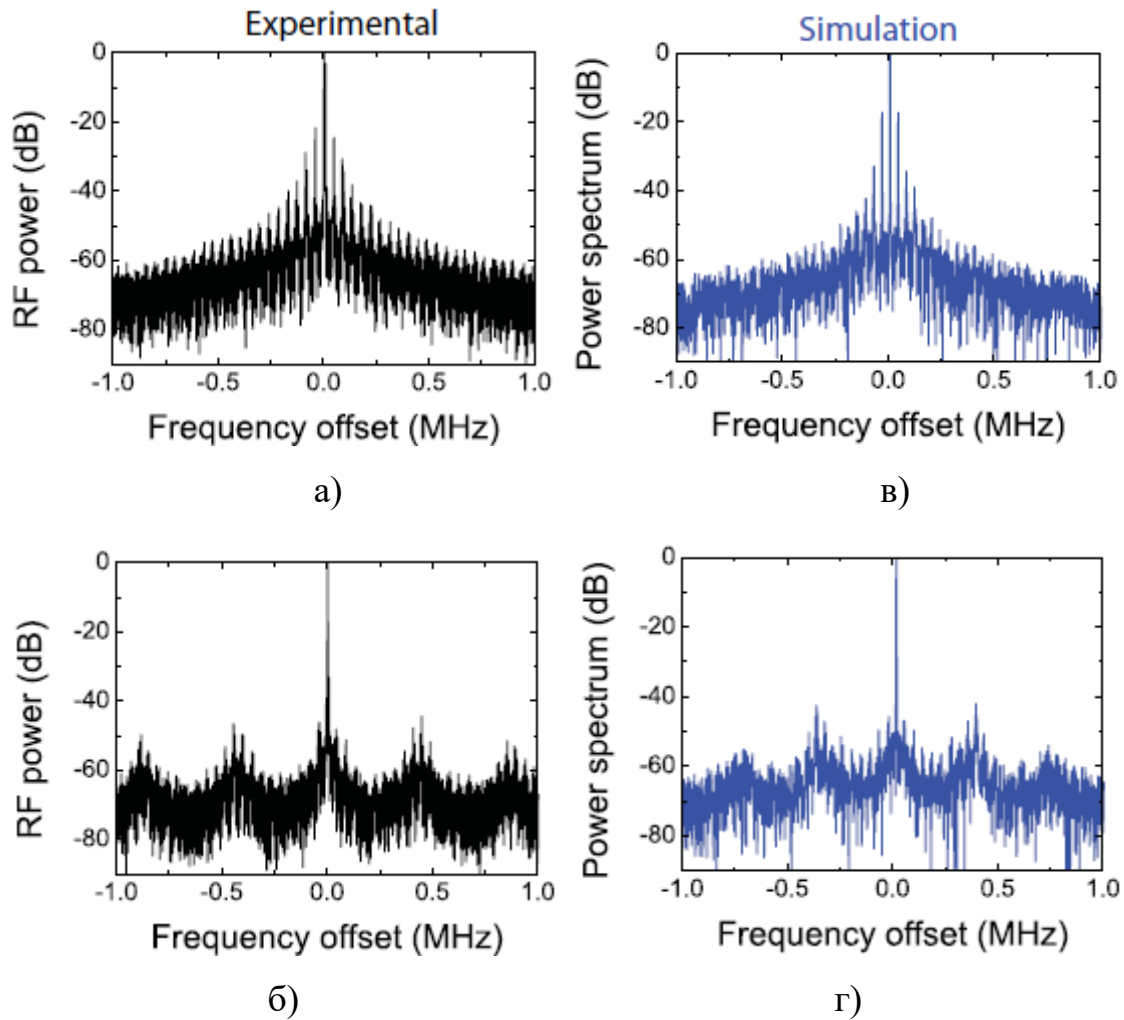 Experimental
Simulation
0
-20
-40
-60
-80
RF power (dB)
-1.0 -0.5 0.0 0.5 1.0
Frequency offset (MHz)
а)
0
-20
-40
-60
-80
Power spectrum (dB)
-1.0 -0.5 0.0 0.5 1.0
Frequency offset (MHz)
в)
0
-20
-40
-60
-80
RF power (dB)
-1.0 -0.5 0.0 0.5 1.0
Frequency offset (MHz)
б)
0
-20
-40
-60
-80
Power spectrum (dB)
-1.0 -0.5 0.0 0.5 1.0
Frequency offset (MHz)
г)